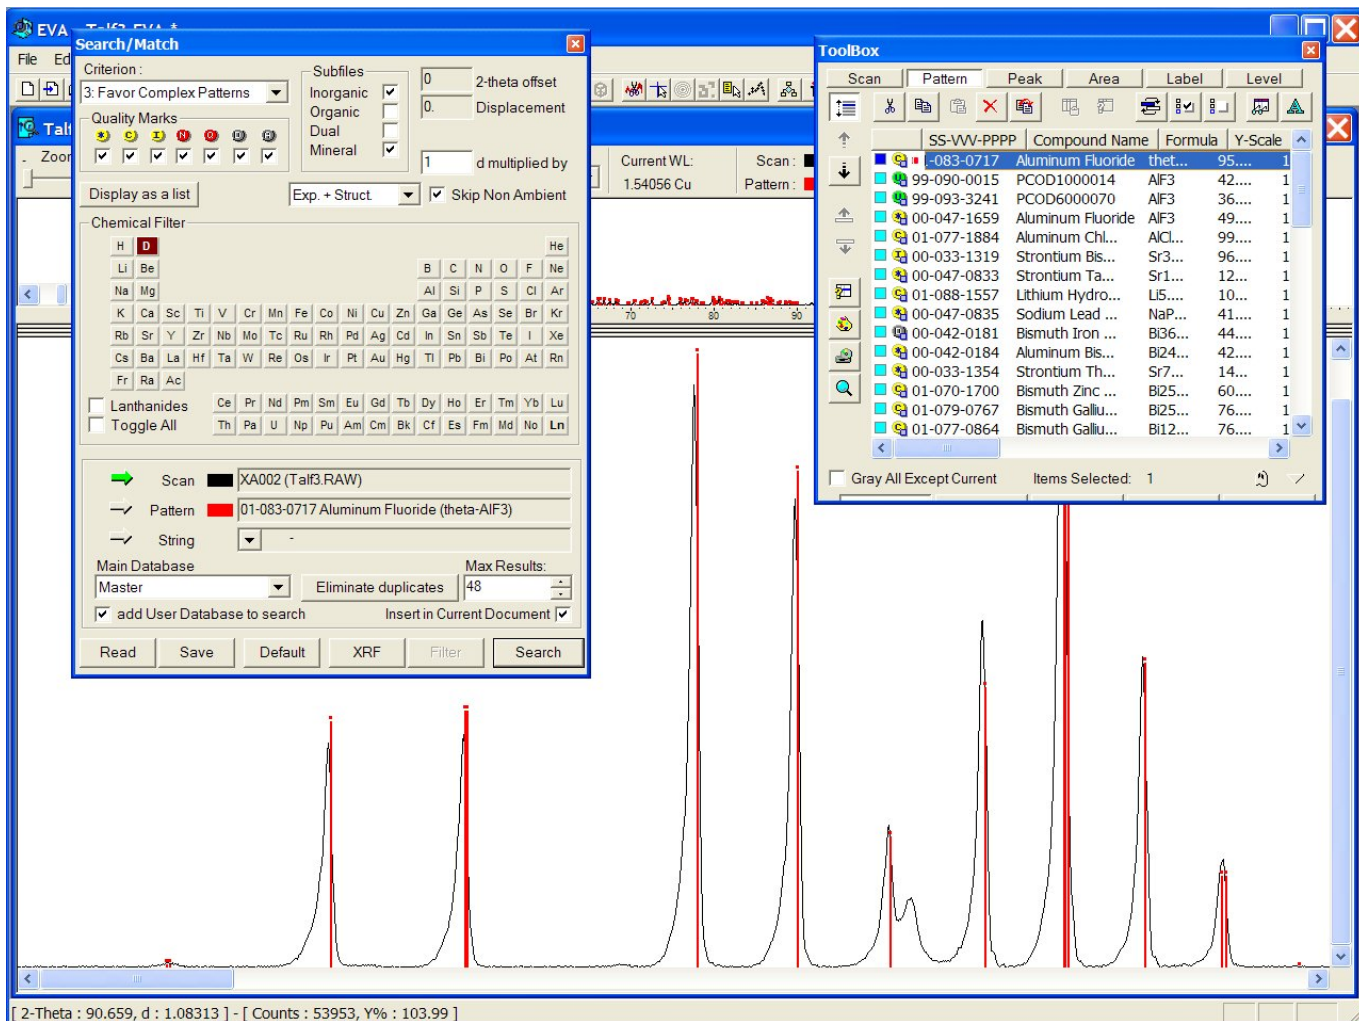 EVA - Talf3.EVA *
File Ed
Search/Match
Criterion :
3: Favor Complex Patterns
Quality Marks
* C I N O
Subfiles
Inorganic
Organic
Dual
Mineral
0 2-theta offset
0. Displacement
1 d multiplied by
Display as a list
Exp. + Struct.
Skip Non Ambient
Chemical Filter
H D He
Li Be B C N O F Ne
Na Mg Al Si P S Cl Ar
K Ca Sc Ti V Cr Mn Fe Co Ni Cu Zn Ga Ge As Se Br Kr
Rb Sr Y Zr Nb Mo Tc Ru Rh Pd Ag Cd In Sn Sb Te I Xe
Cs Ba La Hf Ta W Re Os Ir Pt Au Hg Tl Pb Bi Po At Rn
Fr Ra Ac
Lanthanides Ce Pr Nd Pm Sm Eu Gd Tb Dy Ho Er Tm Yb Lu
Toggle All Th Pa U Np Pu Am Cm Bk Cf Es Fm Md No Ln
Scan XA002 (Talf3.RAW)
Pattern 01-083-0717 Aluminum Fluoride (theta-AlF3)
String -
Main Database
Master
Eliminate duplicates
Max Results:
48
add User Database to search
Insert in Current Document
Read Save Default XRF Filter Search
Tal
Zoo
Current WL:
1.54056 Cu
Scan :
Pattern :
70 80 90
ToolBox
Scan Pattern Peak Area Label Level
SS-VVV-PPPP Compound Name Formula Y-Scale
-083-0717 Aluminum Fluoride thet... 95.... 1
99-090-0015 PCOD1000014 AlF3 42.... 1
99-093-3241 PCOD6000070 AlF3 36.... 1
00-047-1659 Aluminum Fluoride AlF3 49.... 1
01-077-1884 Aluminum Chl... AlCl... 99.... 1
00-033-1319 Strontium Bis... Sr3... 96.... 1
00-047-0833 Strontium Ta... Sr1... 12... 1
01-088-1557 Lithium Hydro... Li5.... 10... 1
00-047-0835 Sodium Lead ... NaP... 41.... 1
00-042-0181 Bismuth Iron ... Bi36... 44.... 1
00-042-0184 Aluminum Bis... Bi24... 42.... 1
00-033-1354 Strontium Th... Sr7... 14... 1
01-070-1700 Bismuth Zinc ... Bi25... 60.... 1
01-079-0767 Bismuth Galliu... Bi25... 76.... 1
01-077-0864 Bismuth Galliu... Bi12... 76.... 1
Gray All Except Current
Items Selected: 1
[ 2-Theta : 90.659, d : 1.08313 ] - [ Counts : 53953, Y% : 103.99 ]